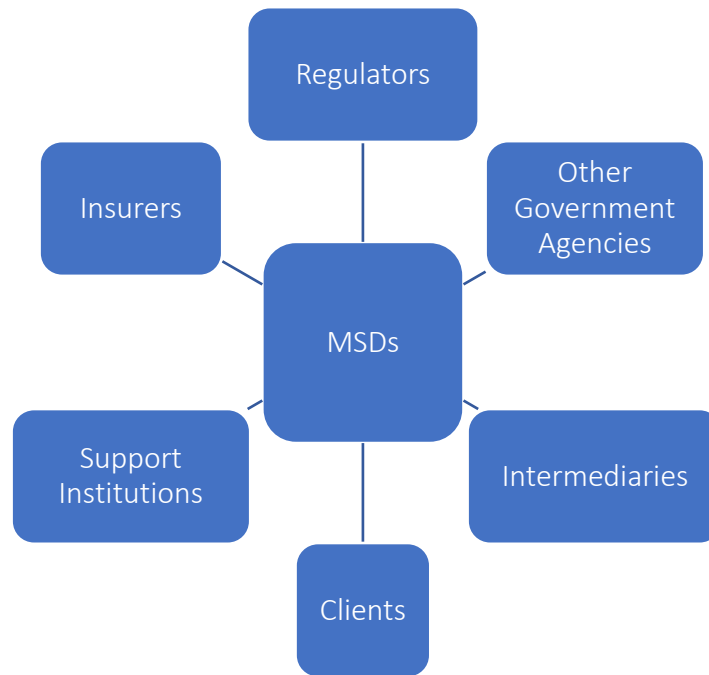 Regulators
Insurers
Other
Government
Agencies
MSDs
Support
Institutions
Intermediaries
Clients